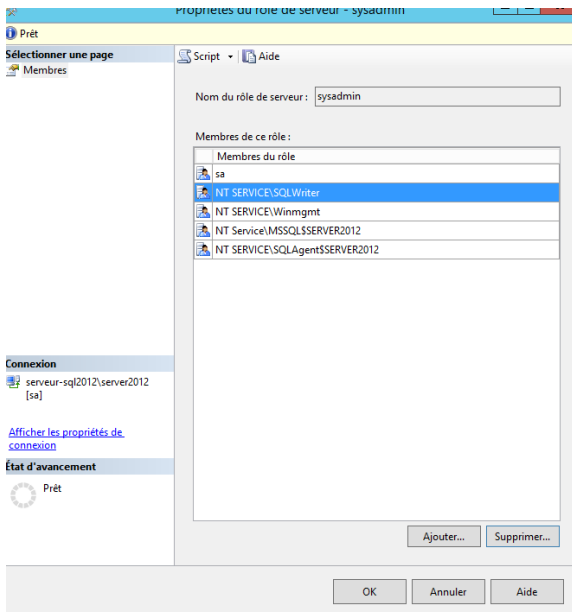 Propriétés du rôle de serveur - sysadmin
Prêt
Sélectionner une page
Membres
Script
Aide
Nom du rôle de serveur :
sysadmin
Membres de ce rôle :
Membres du rôle
sa
NT SERVICE\SQLWriter
NT SERVICE\Winmgmt
NT Service\MSSQL$SERVER2012
NT SERVICE\SQLAgent$SERVER2012
Connexion
serveur-sql2012\server2012
[sa]
Afficher les propriétés de
connexion
État d'avancement
Prêt
Ajouter...
Supprimer...
OK
Annuler
Aide